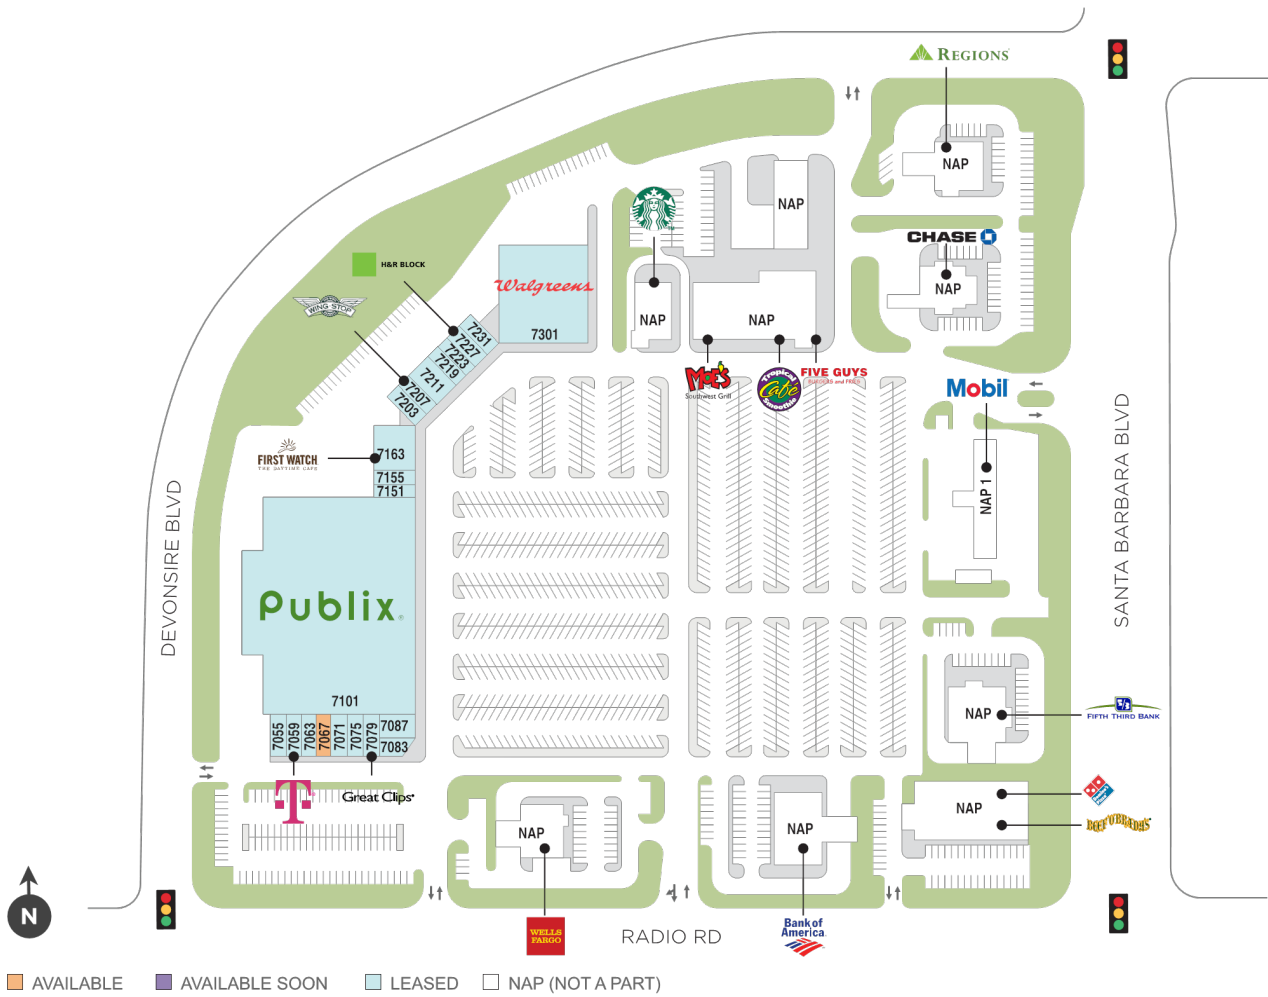 REGIONS
NAP
CHASE
NAP
NAP
H&R BLOCK
WING·STOP
Walgreens
7301
NAP
NAP
MOE'S
Southwest Grill
Tropical
Cafe
Smoothie
FIVE GUYS
BURGERS and FRIES
7231
7227
7223
7219
7211
7207
7203
Mobil
FIRST WATCH
THE DAYTIME CAFE
7163
7155
7151
NAP 1
DEVONSIRE BLVD
SANTA BARBARA BLVD
Publix
7101
7055
7059
7063
7067
7071
7075
7079
7087
7083
NAP
FIFTH THIRD BANK
T
Great Clips
NAP
NAP
NAP
Domino's
Pizza
BEEF 'O' BRADY'S
WELLS
FARGO
Bank of
America
RADIO RD
N
AVAILABLE
AVAILABLE SOON
LEASED
NAP (NOT A PART)